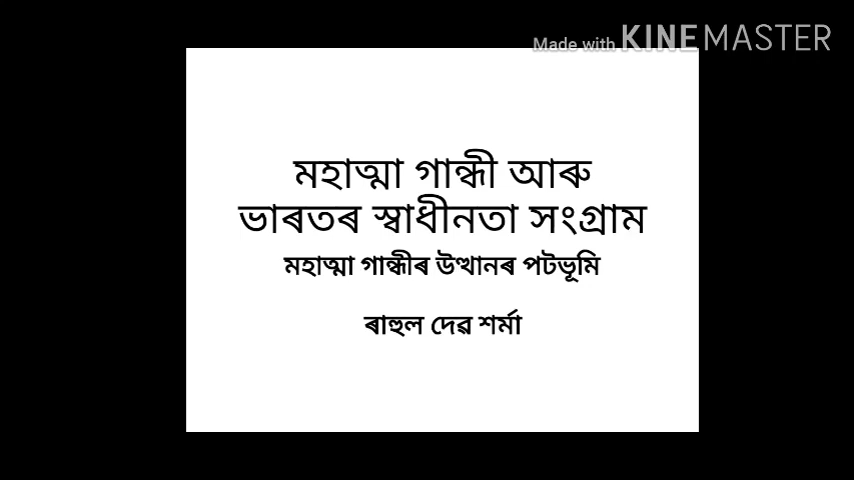 Made with KINEMASTER
মহাত্মা গান্ধী আৰু
ভাৰতৰ স্বাধীনতা সংগ্ৰাম
মহাত্মা গান্ধীৰ উত্থানৰ পটভূমি
ৰাহুল দেৱ শৰ্মা